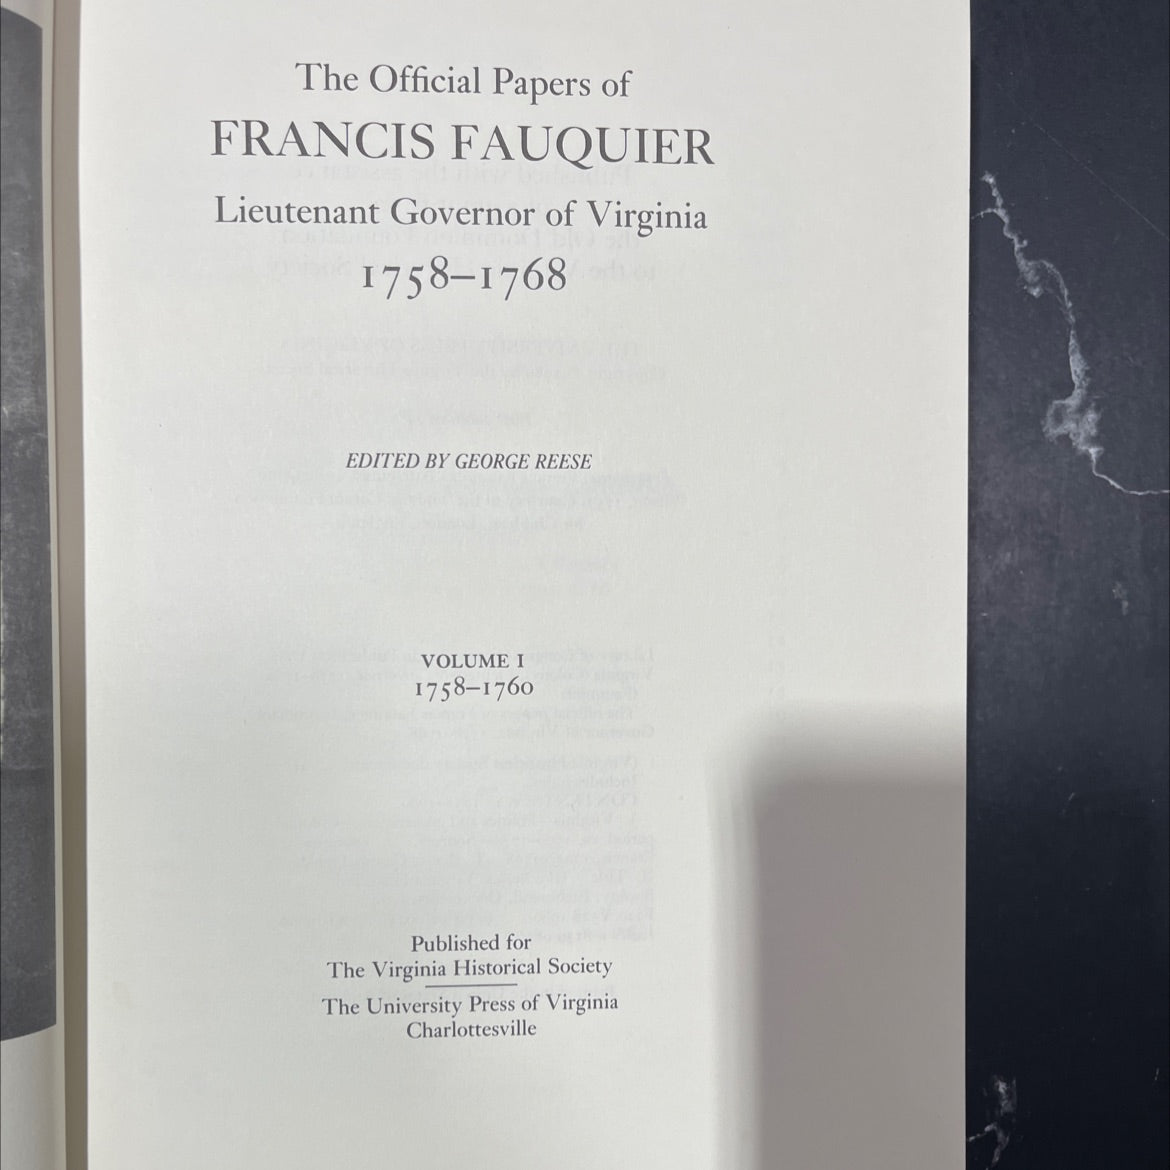 The Official Papers of
FRANCIS FAUQUIER
Lieutenant Governor of Virginia
1758–1768
EDITED BY GEORGE REESE
VOLUME I
1758–1760
Published for
The Virginia Historical Society
The University Press of Virginia
Charlottesville